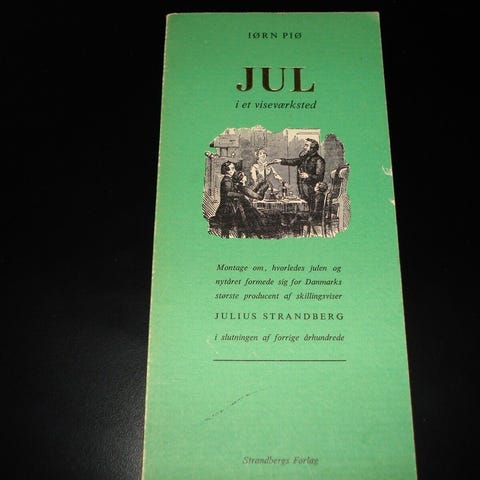 IØRN PIØ
JUL
i et viseværksted
Montage om, hvorledes julen og
nytåret formede sig for Danmarks
største producent af skillingsviser
JULIUS STRANDBERG
i slutningen af forrige århundrede
Strandbergs Forlag